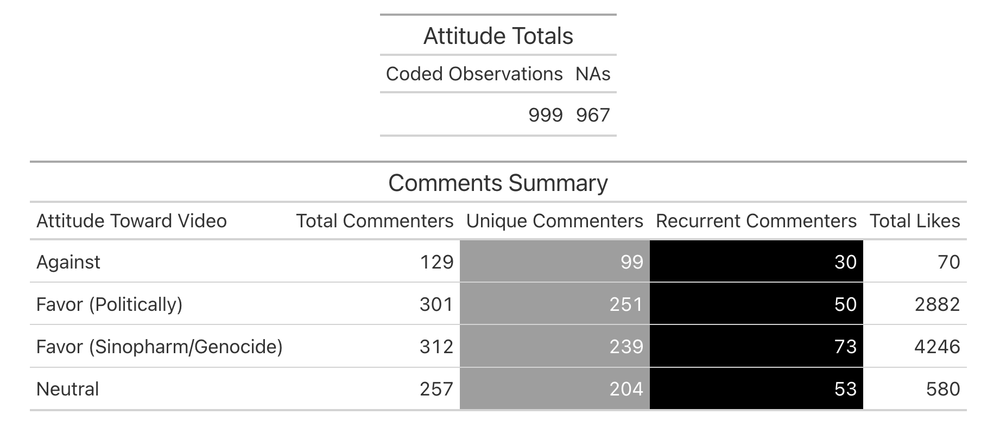 Attitude Totals
Coded Observations NAs
999 967
Comments Summary
Attitude Toward Video Total Commenters Unique Commenters Recurrent Commenters Total Likes
Against 129 99 30 70
Favor (Politically) 301 251 50 2882
Favor (Sinopharm/Genocide) 312 239 73 4246
Neutral 257 204 53 580